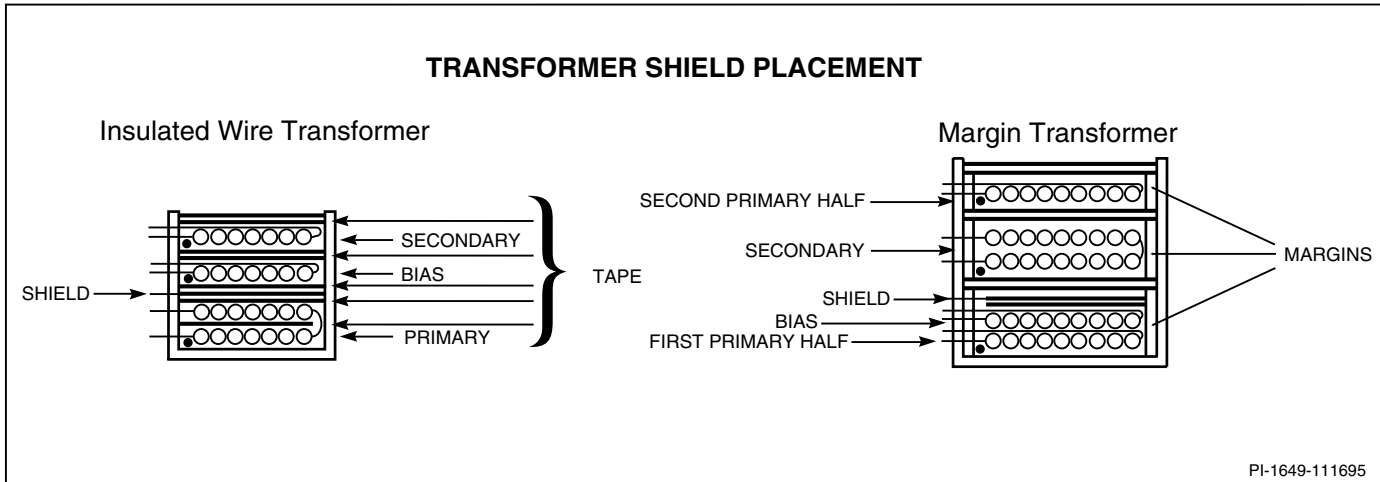 TRANSFORMER SHIELD PLACEMENT
Insulated Wire Transformer
SHIELD
SECONDARY
BIAS
PRIMARY
TAPE
Margin Transformer
SECOND PRIMARY HALF
SECONDARY
SHIELD
BIAS
FIRST PRIMARY HALF
MARGINS
PI-1649-111695